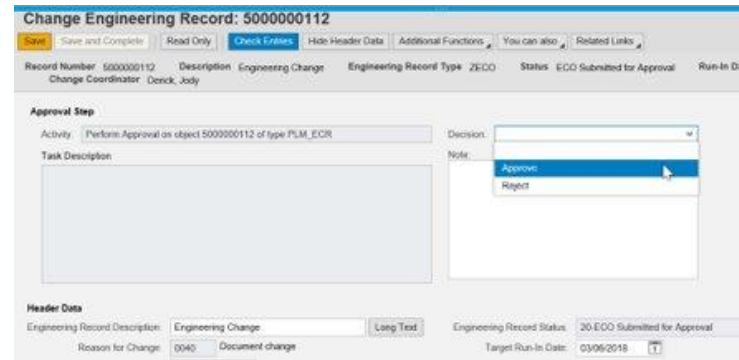 Change Engineering Record: 5000000112
Save Save and Complete Read Only Check Entries Hide Header Data Additional Functions You can also Related Links
Record Number 5000000112 Description Engineering Change Engineering Record Type ZECO Status ECO Submitted for Approval Run-In D
Change Coordinator Derick, Jody
Approval Step
Activity: Perform Approval on object 5000000112 of type PLM_ECR Decision:
Task Description Note:
Approve
Reject
Header Data
Engineering Record Description: Engineering Change Long Text Engineering Record Status: 20-ECO Submitted for Approval
Reason for Change: 0040 Document change Target Run-In Date: 03/06/2018